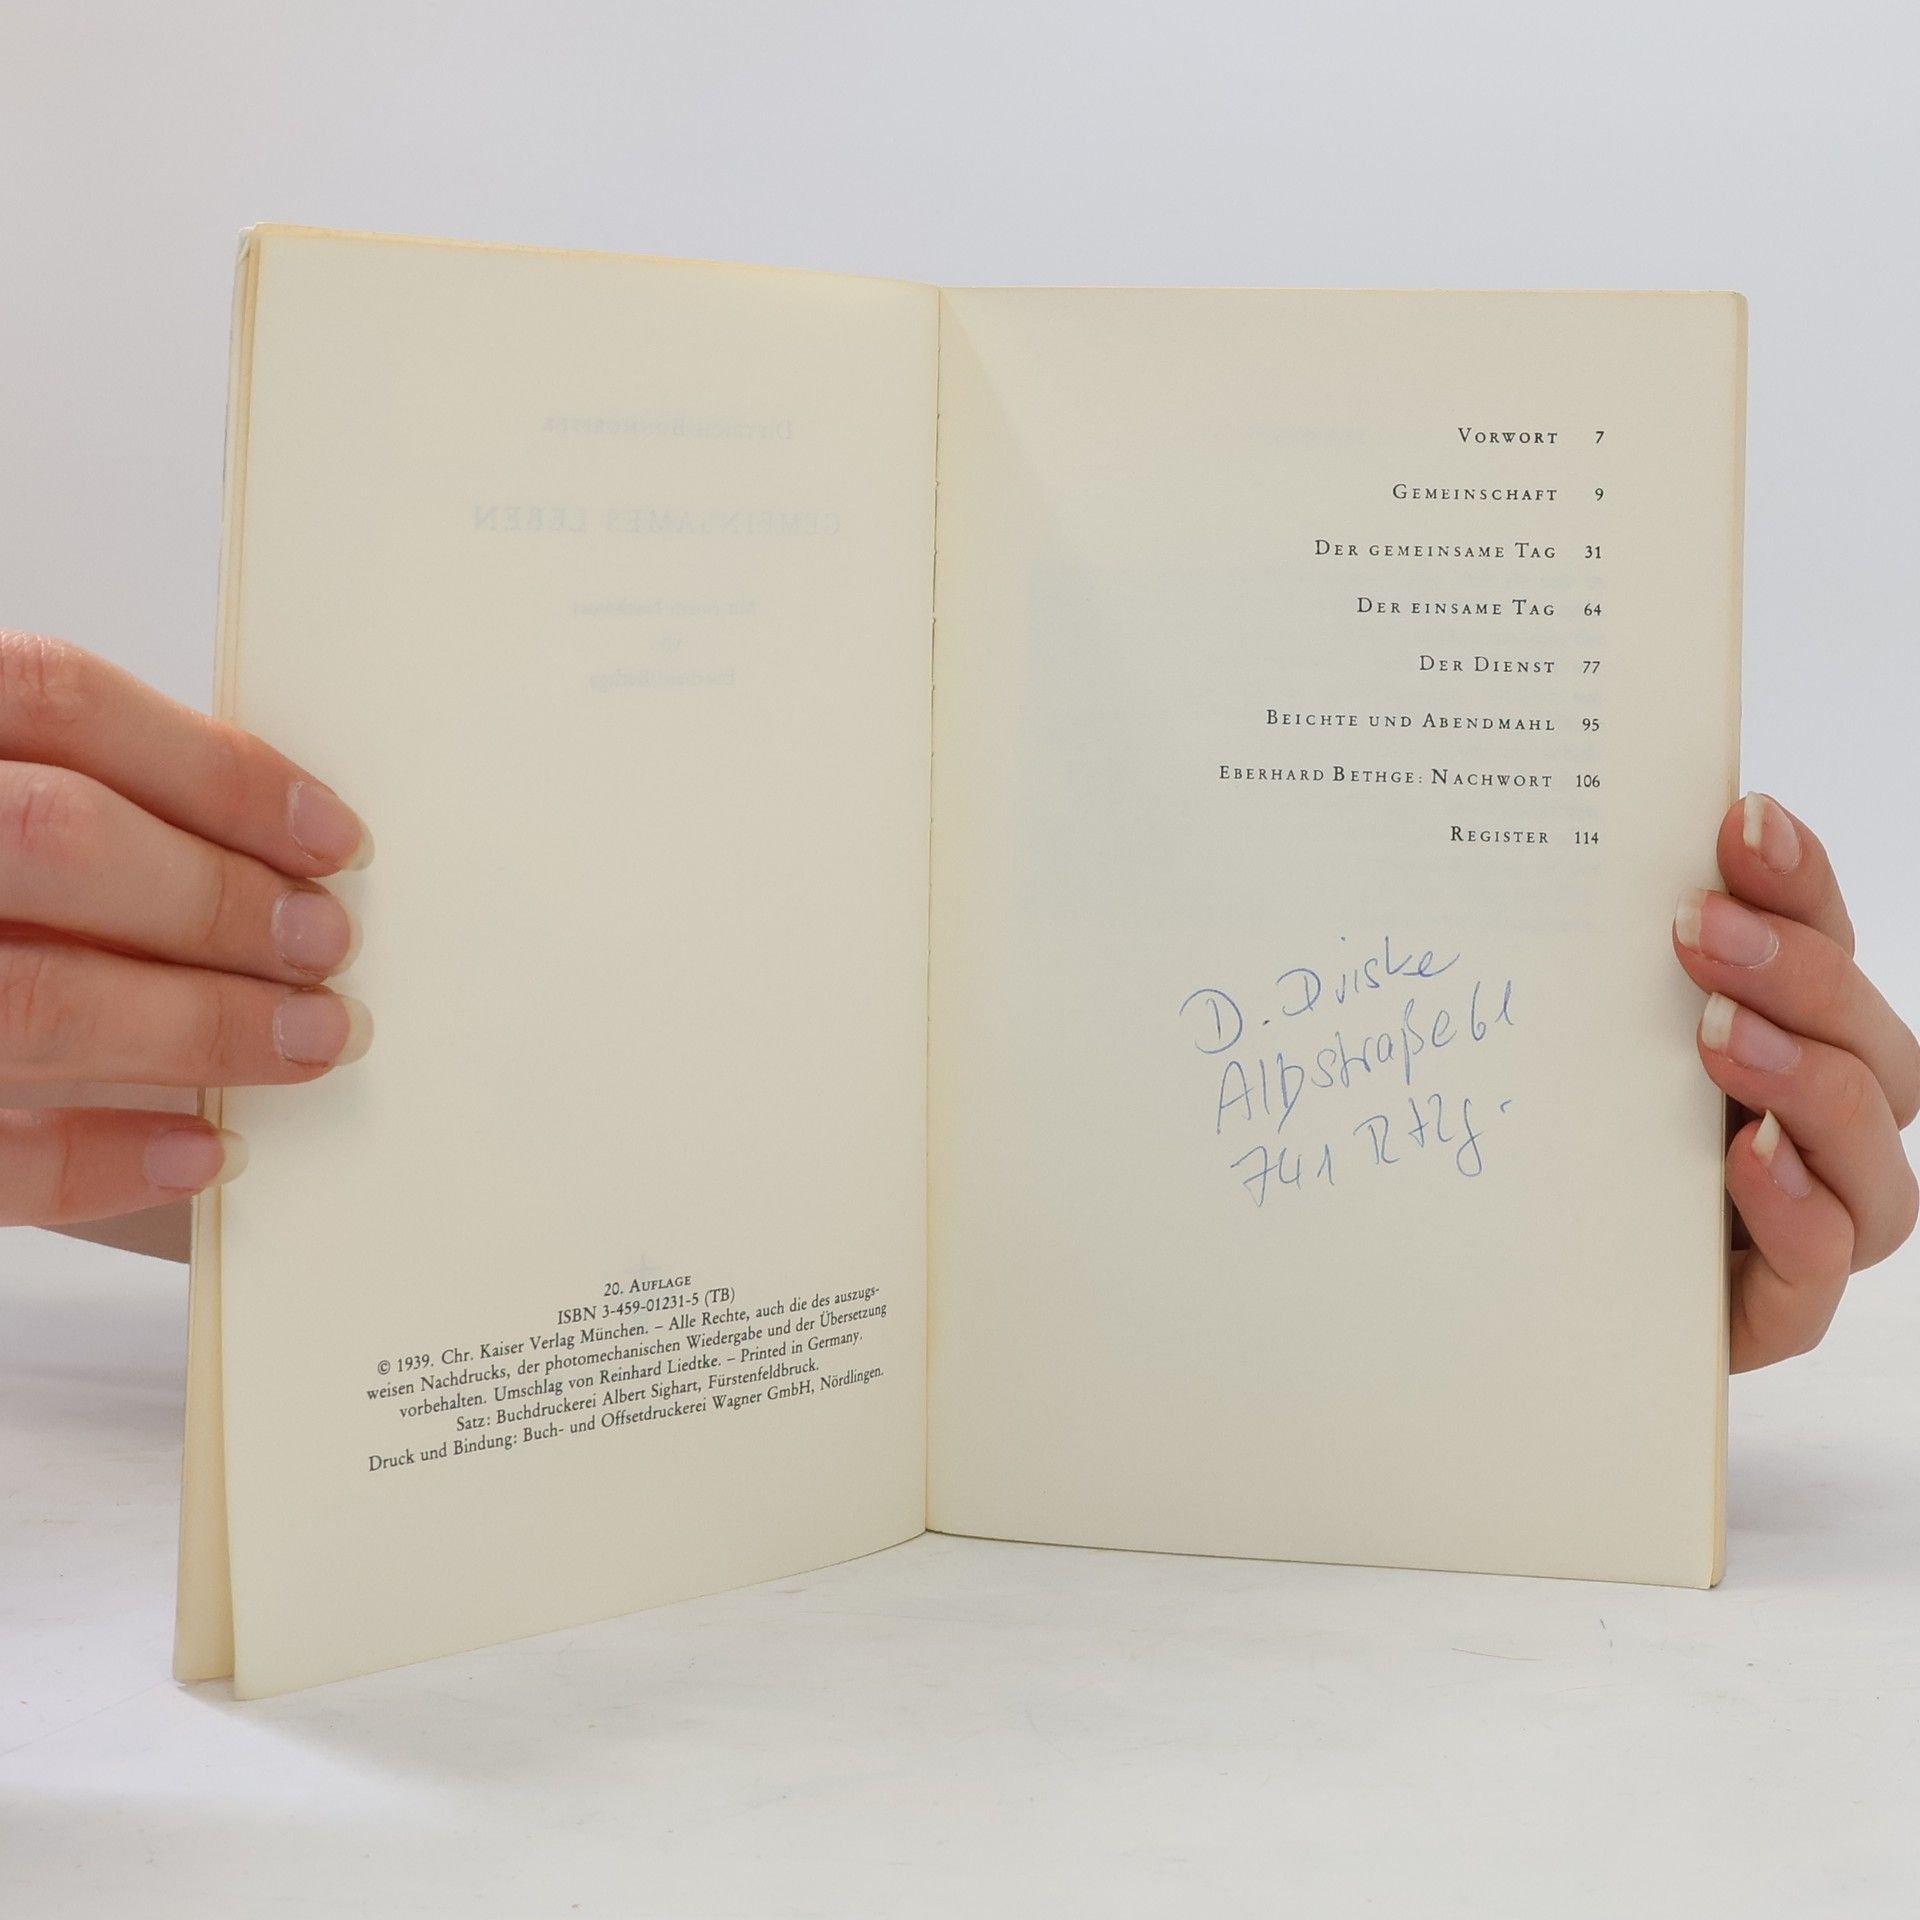 20. AUFLAGE
ISBN 3-459-01231-5 (TB)
© 1939. Chr. Kaiser Verlag München. – Alle Rechte, auch die des auszugs-
weisen Nachdrucks, der photomechanischen Wiedergabe und der Übersetzung
vorbehalten. Umschlag von Reinhard Liedtke. – Printed in Germany.
Satz: Buchdruckerei Albert Sighart, Fürstenfeldbruck.
Druck und Bindung: Buch- und Offsetdruckerei Wagner GmbH, Nördlingen.
VORWORT 7
GEMEINSCHAFT 9
DER GEMEINSAME TAG 31
DER EINSAME TAG 64
DER DIENST 77
BEICHTE UND ABENDMAHL 95
EBERHARD BETHGE: NACHWORT 106
REGISTER 114
D. Driske
Albstraße 61
741 Rtlg.